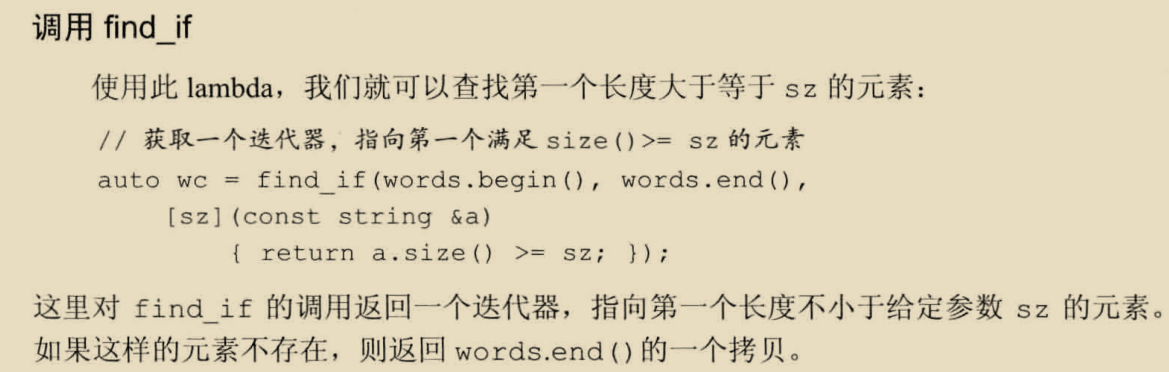 调用 find_if
使用此 lambda，我们就可以查找第一个长度大于等于 sz 的元素：
// 获取一个迭代器，指向第一个满足 size()>= sz 的元素
auto wc = find_if(words.begin(), words.end(),
[sz](const string &a)
{ return a.size() >= sz; });
这里对 find_if 的调用返回一个迭代器，指向第一个长度不小于给定参数 sz 的元素。
如果这样的元素不存在，则返回 words.end()的一个拷贝。